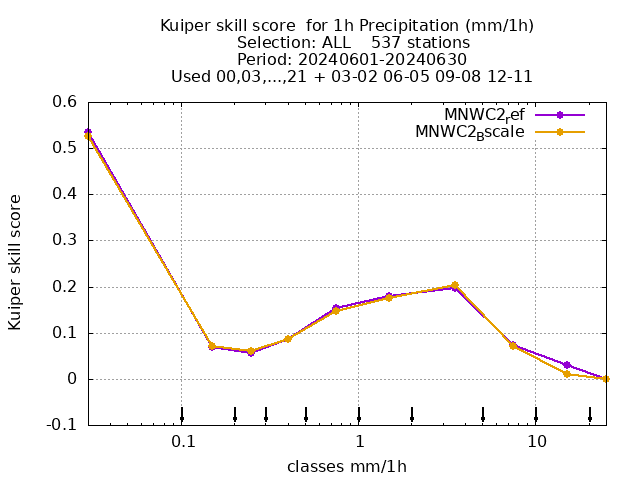 Kuiper skill score  for 1h Precipitation (mm/1h)
Selection: ALL    537 stations
Period: 20240601-20240630
Used 00,03,...,21 + 03-02 06-05 09-08 12-11
MNWC2ref
MNWC2Bscale
0.6
0.5
0.4
0.3
0.2
0.1
0
-0.1
Kuiper skill score
0.1 1 10
classes mm/1h